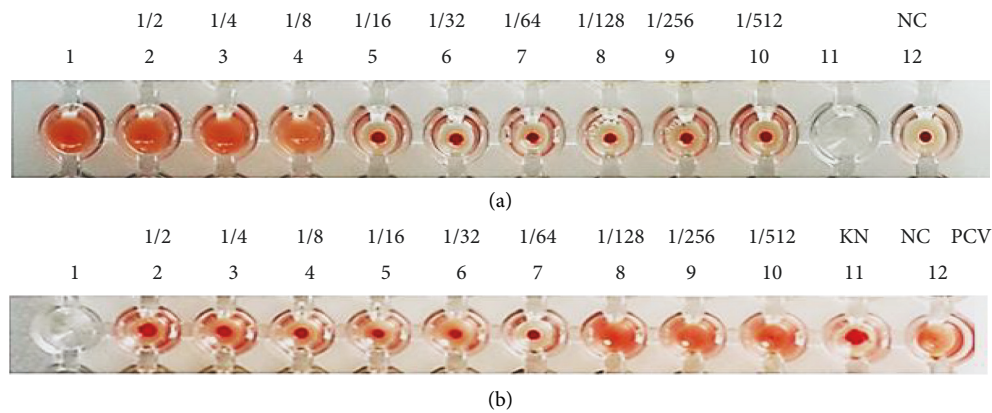 1/2 1/4 1/8 1/16 1/32 1/64 1/128 1/256 1/512 NC
1 2 3 4 5 6 7 8 9 10 11 12
(a)
1/2 1/4 1/8 1/16 1/32 1/64 1/128 1/256 1/512 KN NC PCV
1 2 3 4 5 6 7 8 9 10 11 12
(b)